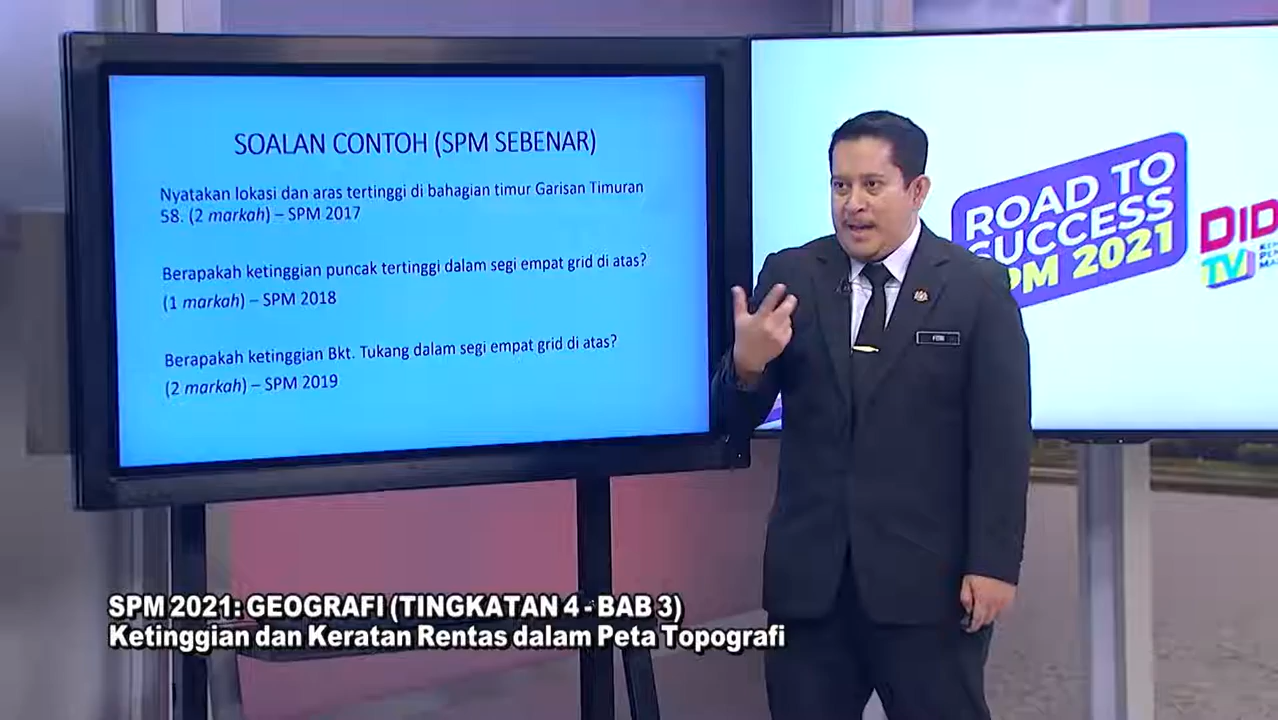 SOALAN CONTOH (SPM SEBENAR)
Nyatakan lokasi dan aras tertinggi di bahagian timur Garisan Timuran
58. (2 markah) – SPM 2017
Berapakah ketinggian puncak tertinggi dalam segi empat grid di atas?
(1 markah) – SPM 2018
Berapakah ketinggian Bkt. Tukang dalam segi empat grid di atas?
(2 markah) – SPM 2019
ROAD TO
SUCCESS
SPM 2021
DID
TV
SPM 2021: GEOGRAFI (TINGKATAN 4 - BAB 3)
Ketinggian dan Keratan Rentas dalam Peta Topografi